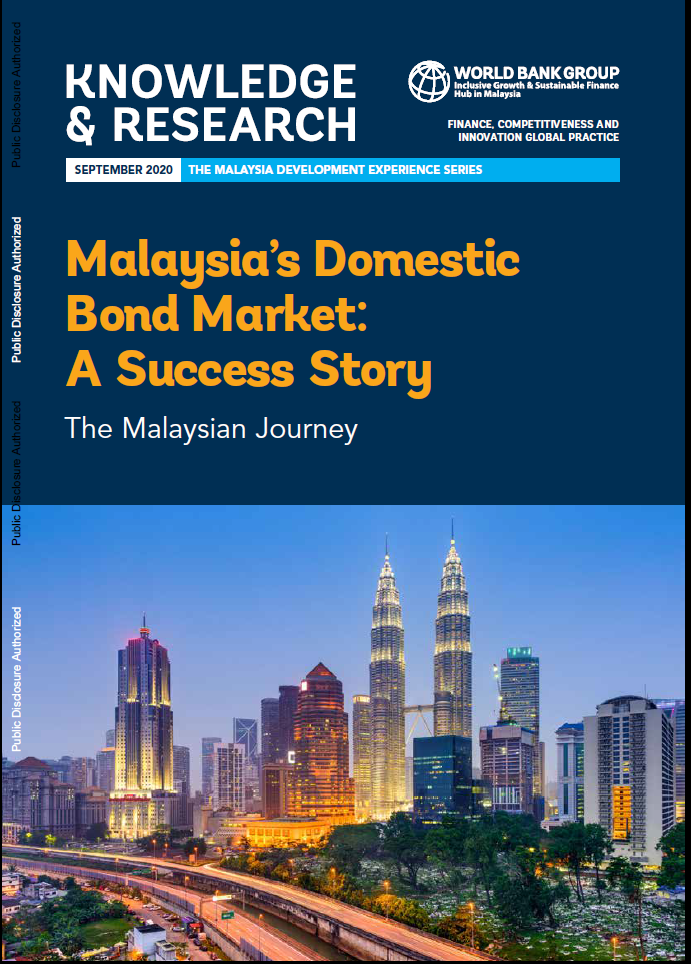 KNOWLEDGE
& RESEARCH
WORLD BANK GROUP
Inclusive Growth & Sustainable Finance
Hub in Malaysia
FINANCE, COMPETITIVENESS AND
INNOVATION GLOBAL PRACTICE
SEPTEMBER 2020
THE MALAYSIA DEVELOPMENT EXPERIENCE SERIES
Malaysia’s Domestic
Bond Market:
A Success Story
The Malaysian Journey
Public Disclosure Authorized
Public Disclosure Authorized
Public Disclosure Authorized
Public Disclosure Authorized